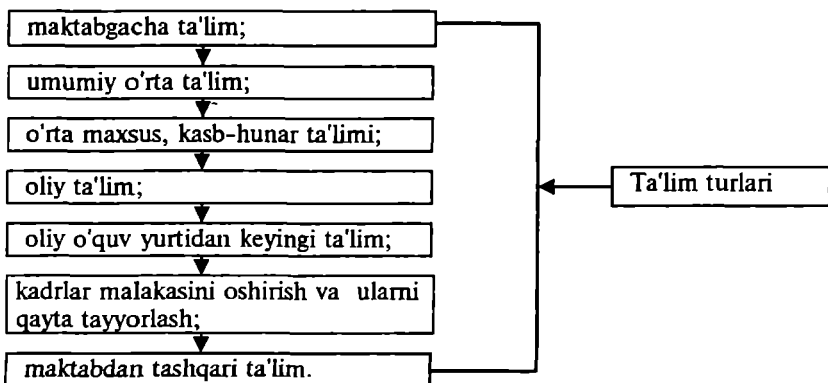 maktabgacha ta'lim;
umumiy o'rta ta'lim;
o'rta maxsus, kasb-hunar ta'limi;
oliy ta'lim;
Ta'lim turlari
oliy o'quv yurtidan keyingi ta'lim;
kadrlar malakasini oshirish va ularni
qayta tayyorlash;
maktabdan tashqari ta'lim.